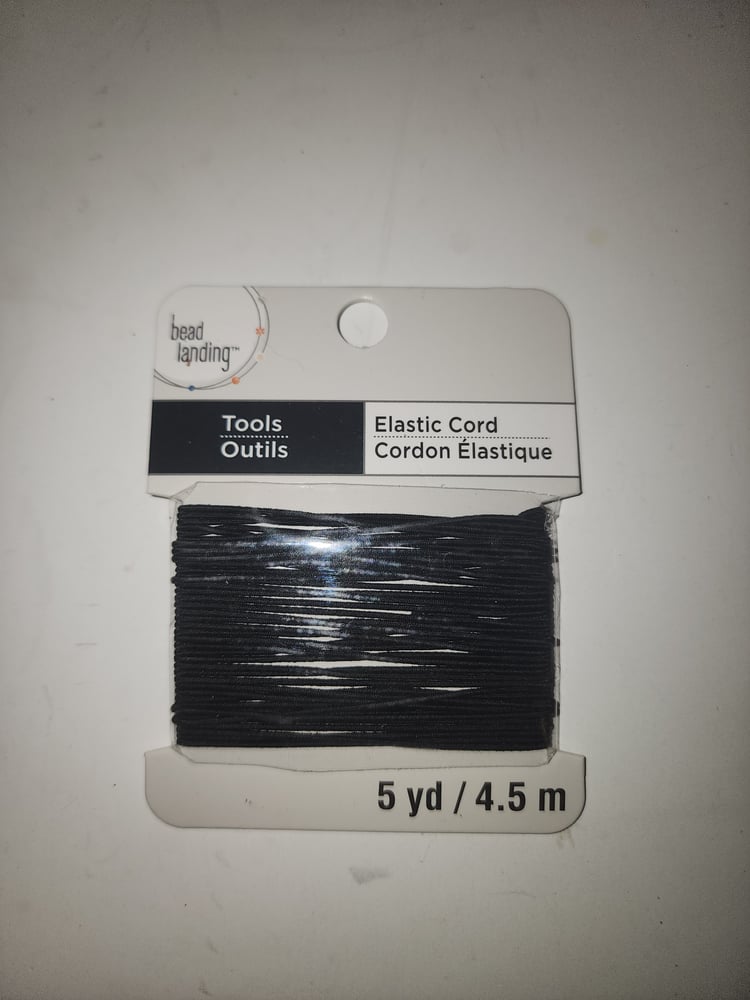 bead
landing™
Tools
Outils
Elastic Cord
Cordon Élastique
5 yd / 4.5 m